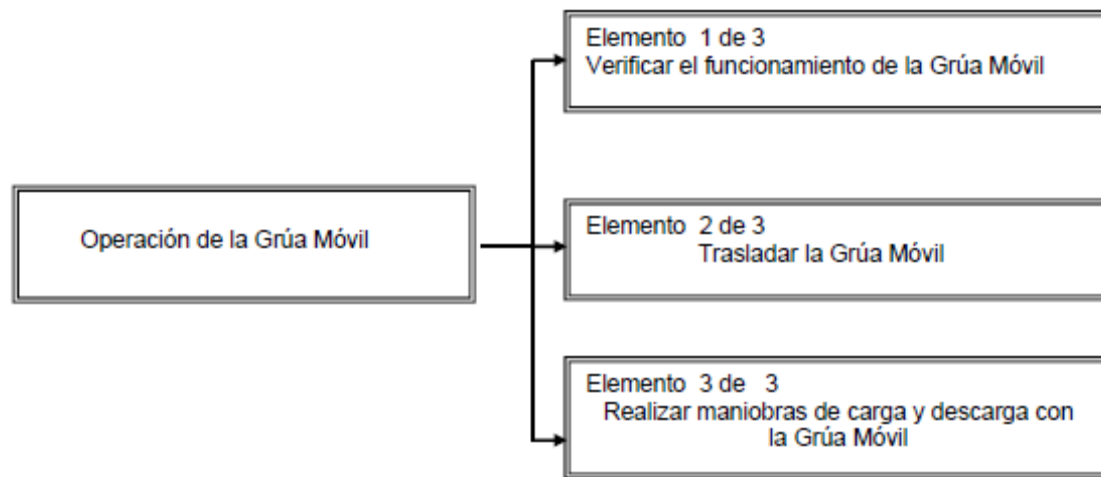 Elemento 1 de 3
Verificar el funcionamiento de la Grúa Móvil
Operación de la Grúa Móvil
Elemento 2 de 3
Trasladar la Grúa Móvil
Elemento 3 de 3
Realizar maniobras de carga y descarga con
la Grúa Móvil